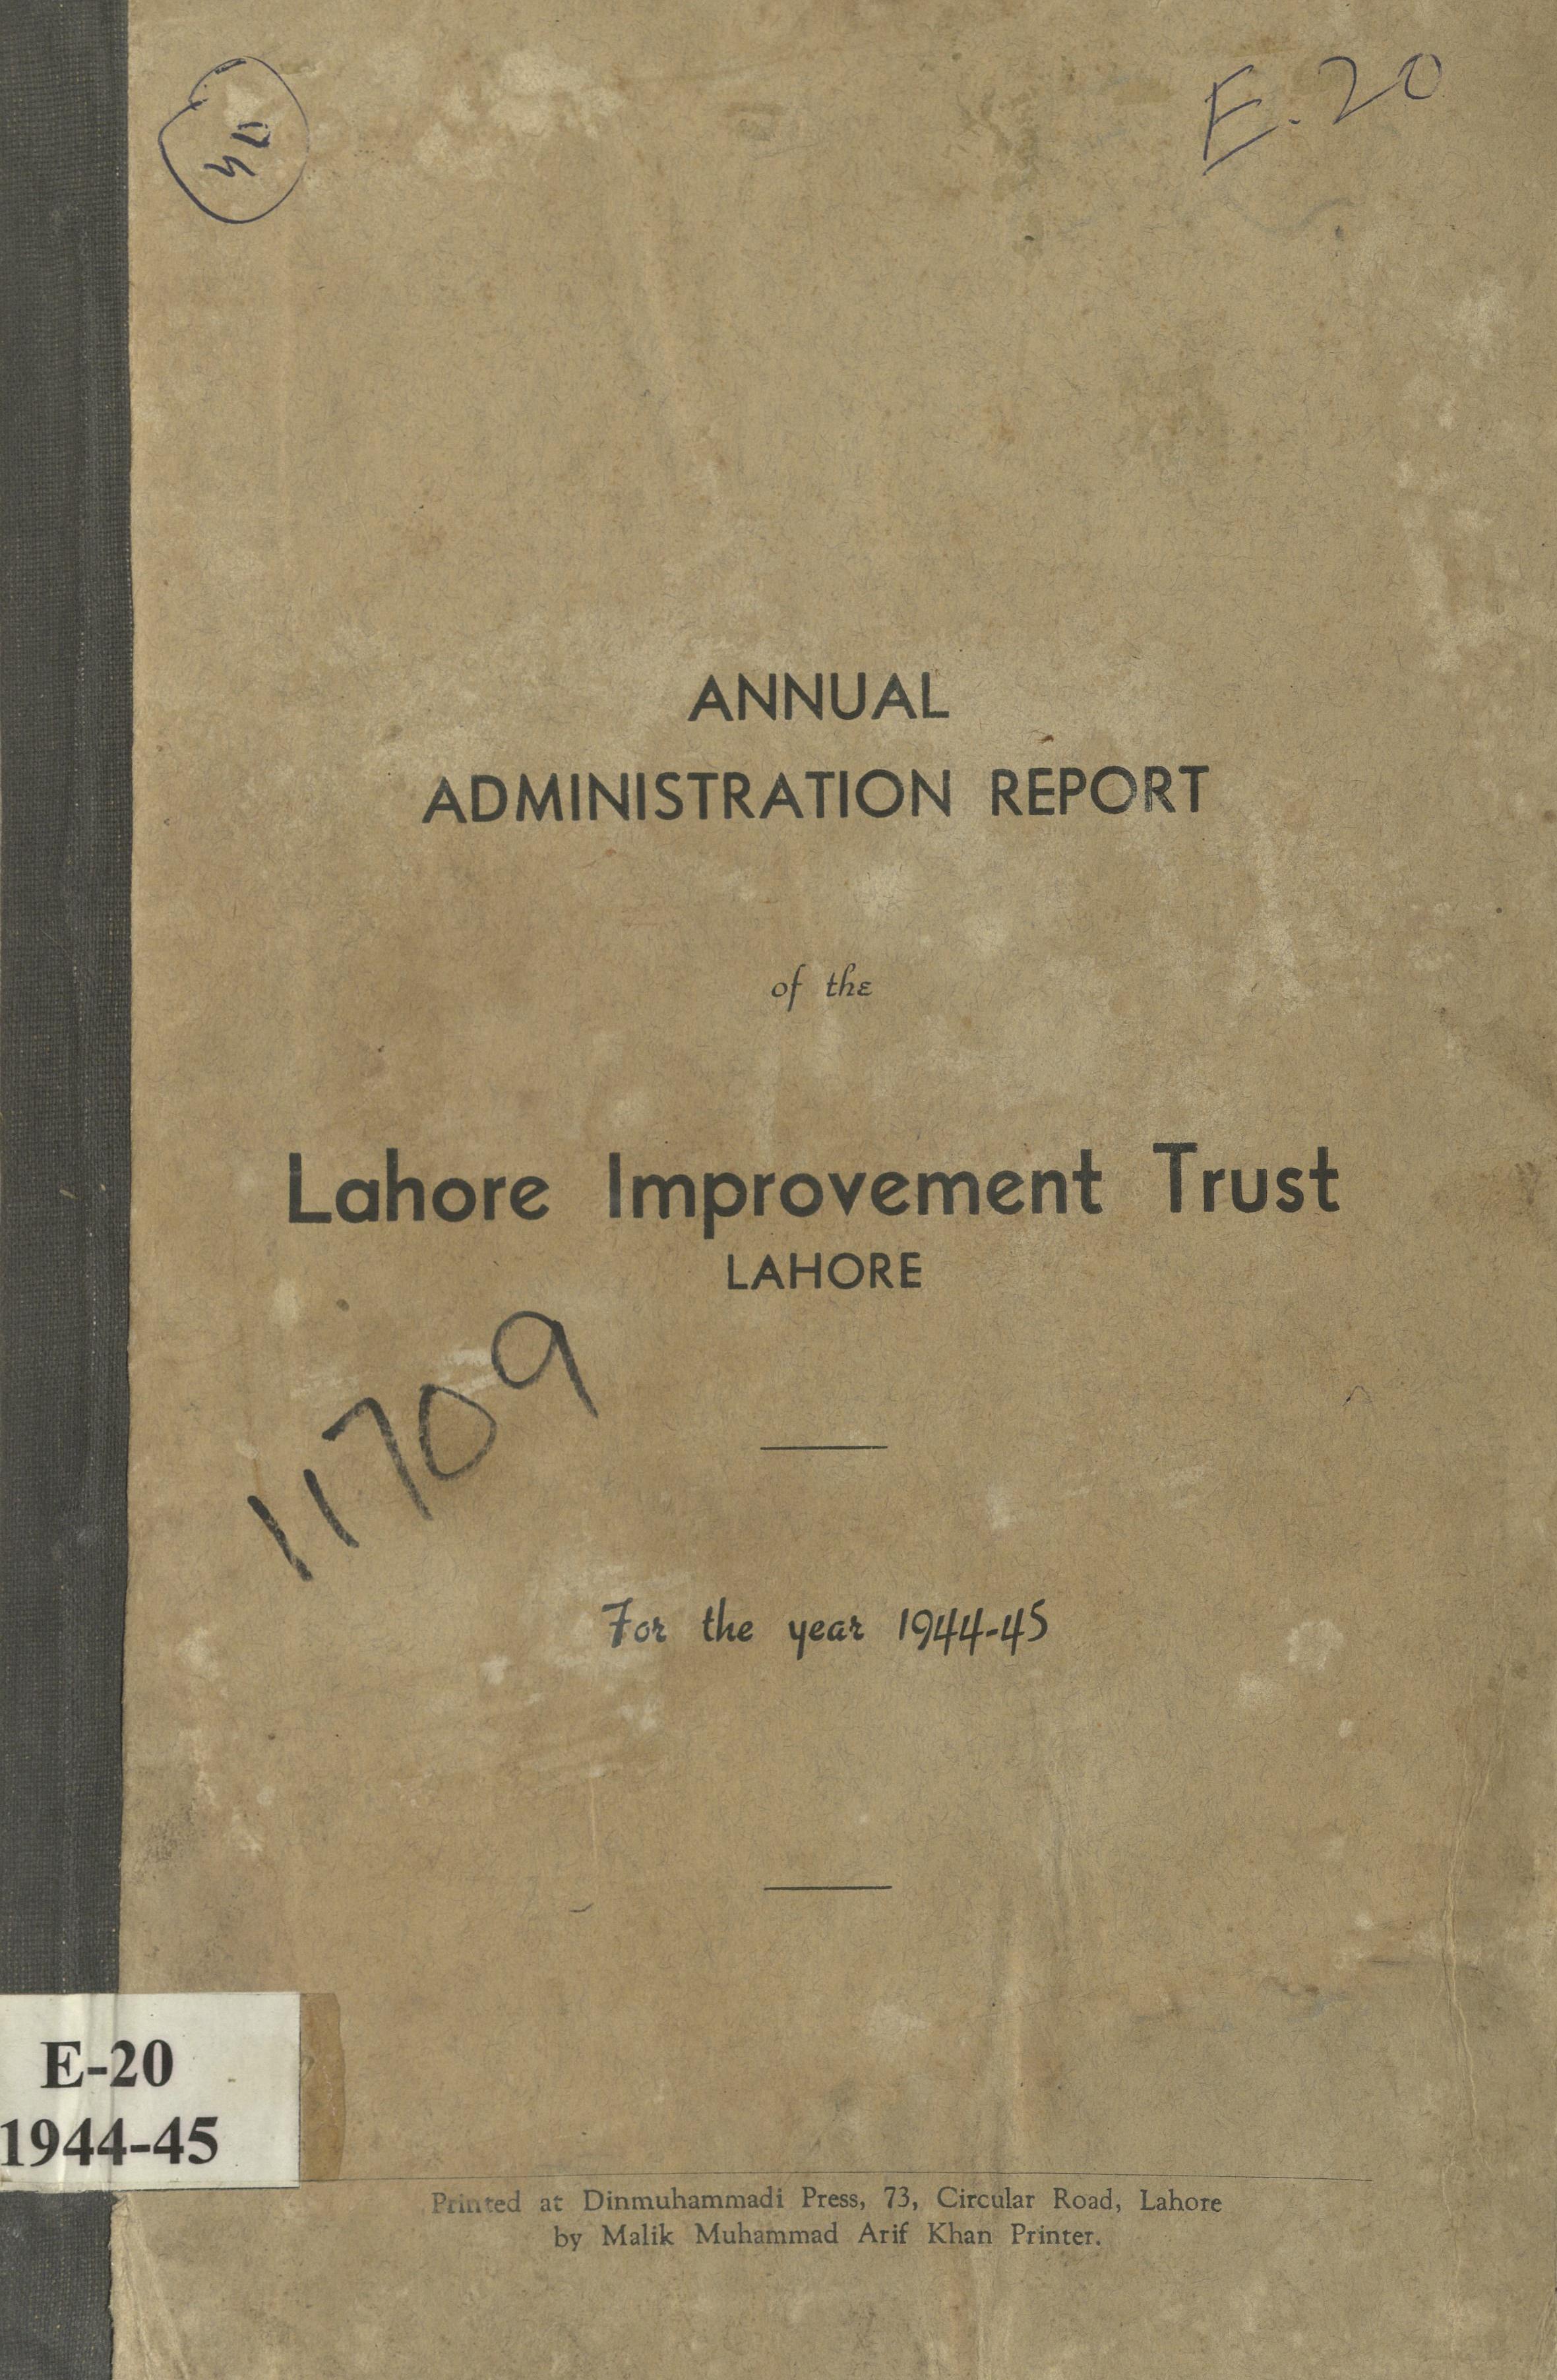 E.20
ANNUAL
ADMINISTRATION REPORT
of the
Lahore Improvement Trust
LAHORE
11709
For the year 1944-45
E-20
1944-45
Printed at Dinmuhammadi Press, 73, Circular Road, Lahore
by Malik Muhammad Arif Khan Printer.